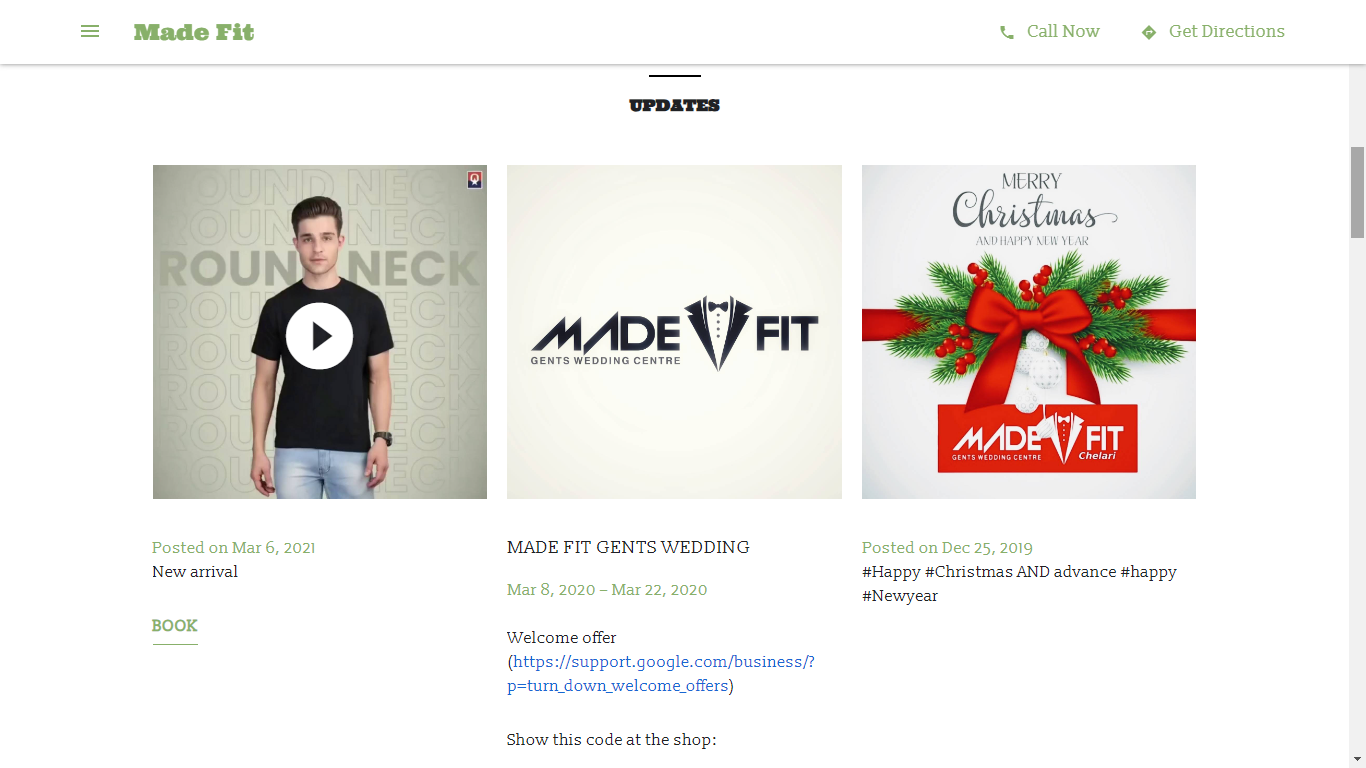 Made Fit
Call Now
Get Directions
UPDATES
ROUND NECK
ROUND NECK
ROUND NECK
ROUND NECK
ROUND NECK
ROUND NECK
ROUND NECK
ROUND NECK
MADE FIT
GENTS WEDDING CENTRE
MERRY
Christmas
AND HAPPY NEW YEAR
MADE FIT
GENTS WEDDING CENTRE
Chelari
Posted on Mar 6, 2021
New arrival
BOOK
MADE FIT GENTS WEDDING
Mar 8, 2020 – Mar 22, 2020
Welcome offer
(https://support.google.com/business/?
p=turn_down_welcome_offers)
Show this code at the shop:
Posted on Dec 25, 2019
#Happy #Christmas AND advance #happy
#Newyear